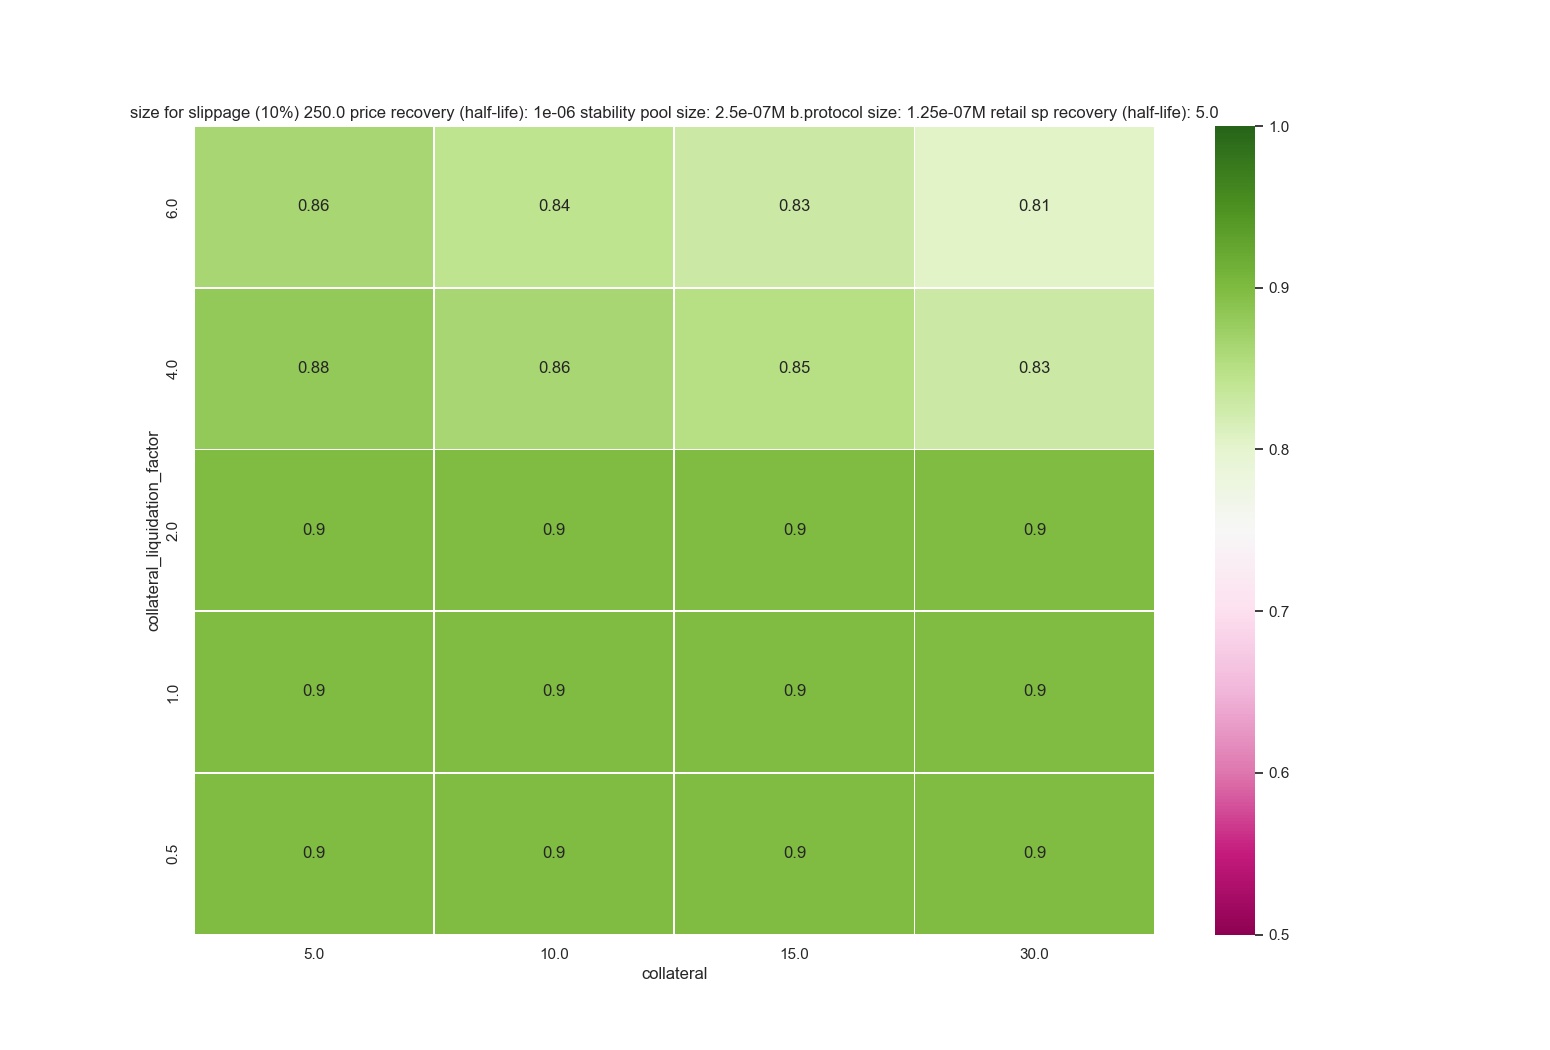 size for slippage (10%) 250.0 price recovery (half-life): 1e-06 stability pool size: 2.5e-07M b.protocol size: 1.25e-07M retail sp recovery (half-life): 5.0
collateral_liquidation_factor
6.0
0.86 0.84 0.83 0.81
4.0
0.88 0.86 0.85 0.83
2.0
0.9 0.9 0.9 0.9
1.0
0.9 0.9 0.9 0.9
0.5
0.9 0.9 0.9 0.9
5.0 10.0 15.0 30.0
collateral
1.0
0.9
0.8
0.7
0.6
0.5